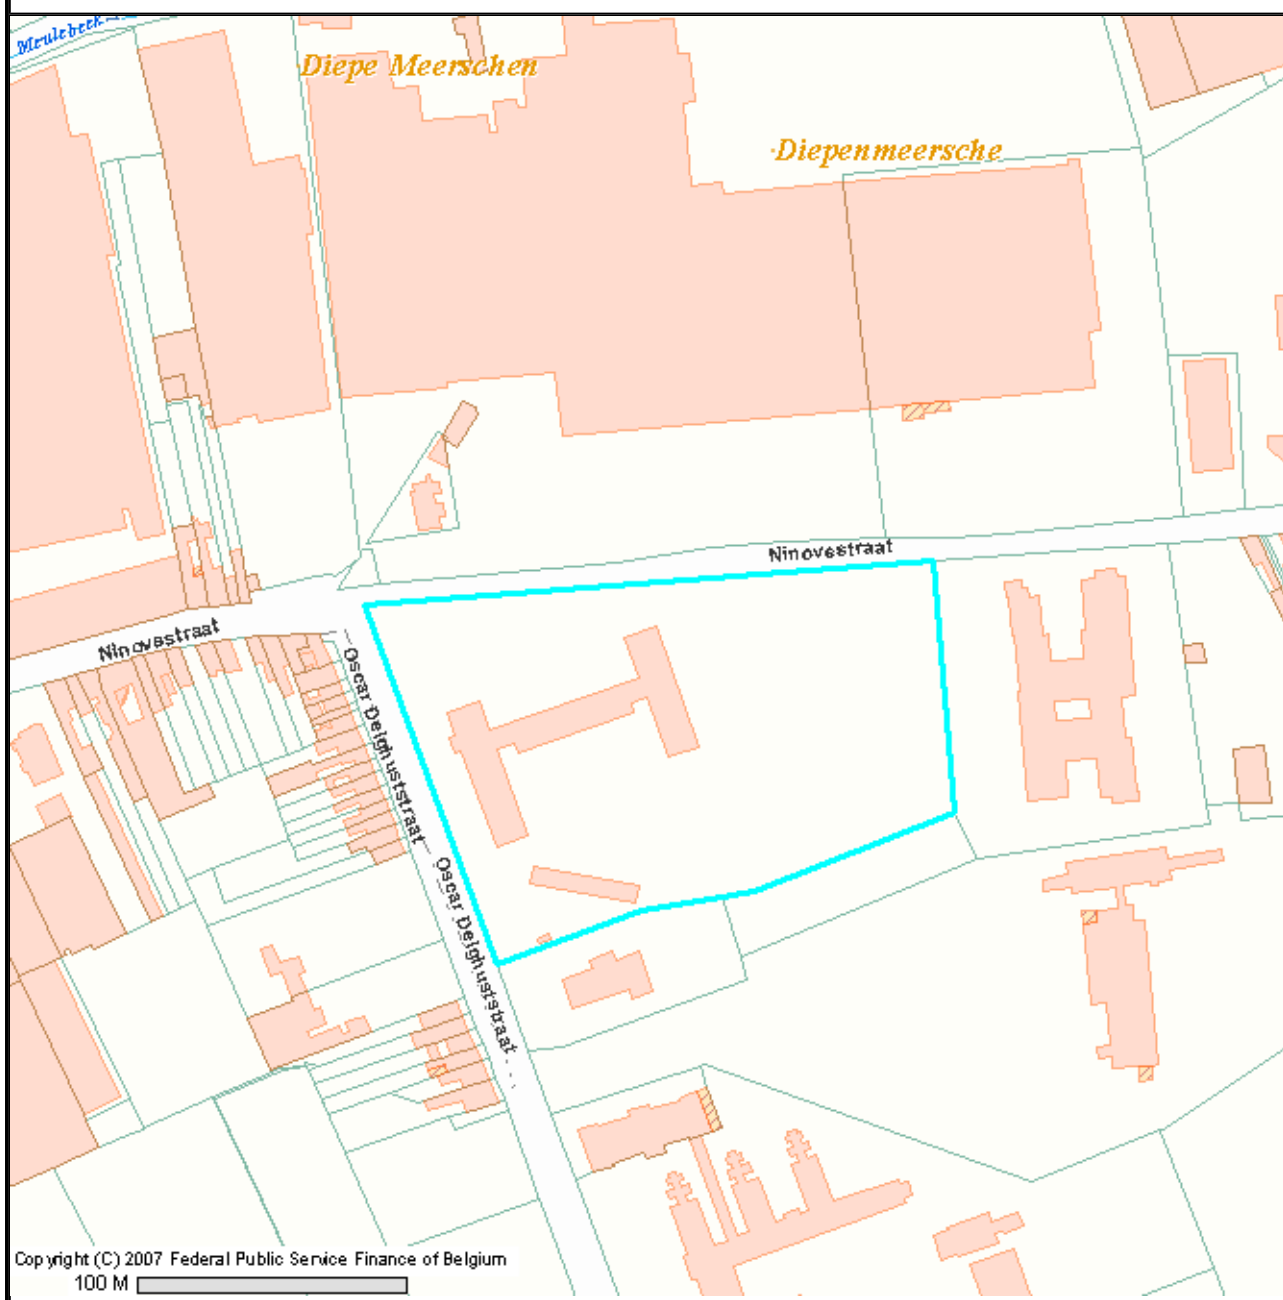 Meulebeek
Diepe Meerschen
Diepenmeersche
Ninovestraat
Ninovestraat
Oscar Delghuststraat
Oscar Delghuststraat
Copyright (C) 2007 Federal Public Service Finance of Belgium
100 M